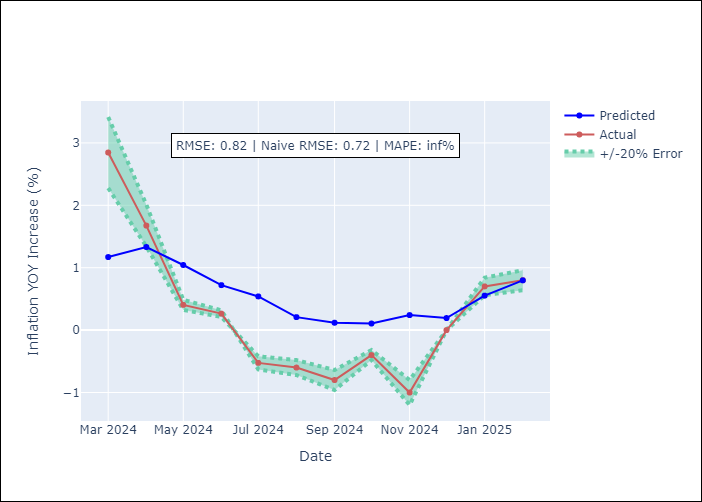 RMSE: 0.82 | Naive RMSE: 0.72 | MAPE: inf%
Predicted
Actual
+/-20% Error
Inflation YOY Increase (%)
3
2
1
0
−1
Mar 2024
May 2024
Jul 2024
Sep 2024
Nov 2024
Jan 2025
Date